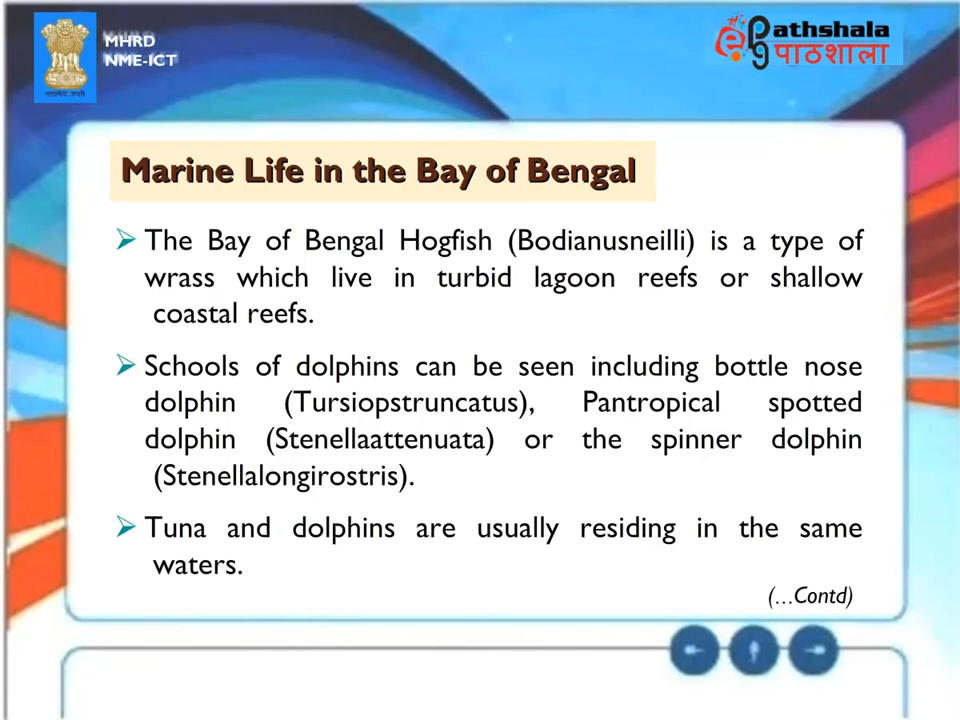 MHRD
NME-ICT
epg athshala
पाठशाला
Marine Life in the Bay of Bengal
The Bay of Bengal Hogfish (Bodianusneilli) is a type of
wrass which live in turbid lagoon reefs or shallow
coastal reefs.
Schools of dolphins can be seen including bottle nose
dolphin (Tursiopstruncatus), Pantropical spotted
dolphin (Stenellaattenuata) or the spinner dolphin
(Stenellalongirostris).
Tuna and dolphins are usually residing in the same
waters.
(...Contd)